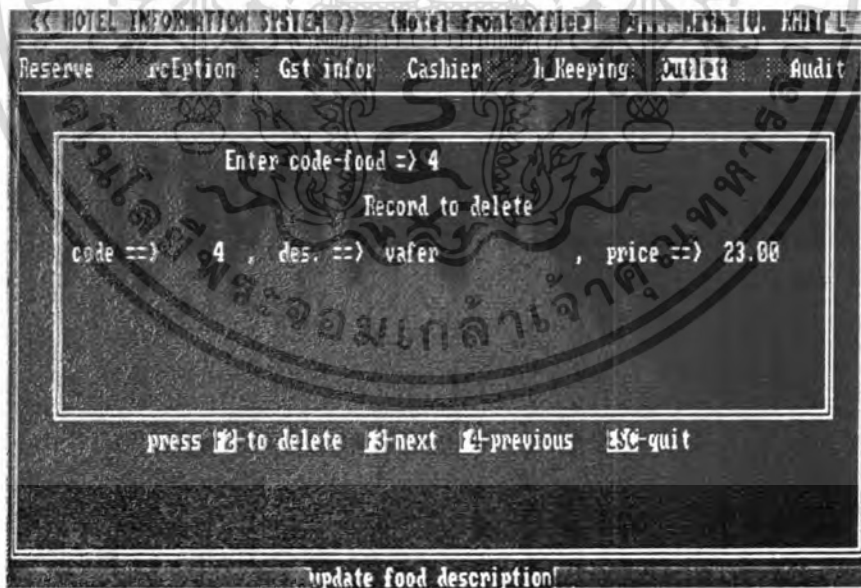 << HOTEL INFORMATION SYSTEM >> (Hotel Front Office)
Reserve rcEption Gst infor Cashier h_Keeping Outlet Audit
Enter code-food => 4
Record to delete
code ==> 4 , des. ==> wafer , price ==> 23.00
press F2-to delete F3-next F4-previous ESC-quit
update food description